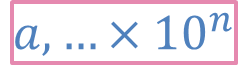 a, … × 10ⁿ